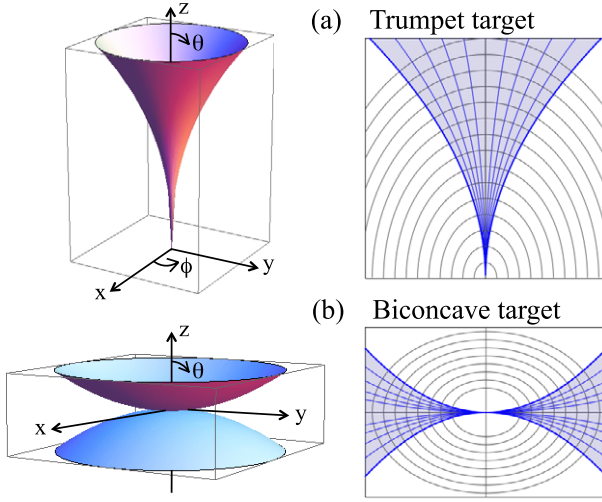 (a) Trumpet target
z
θ
y
x
ϕ
(b) Biconcave target
z
θ
x
y